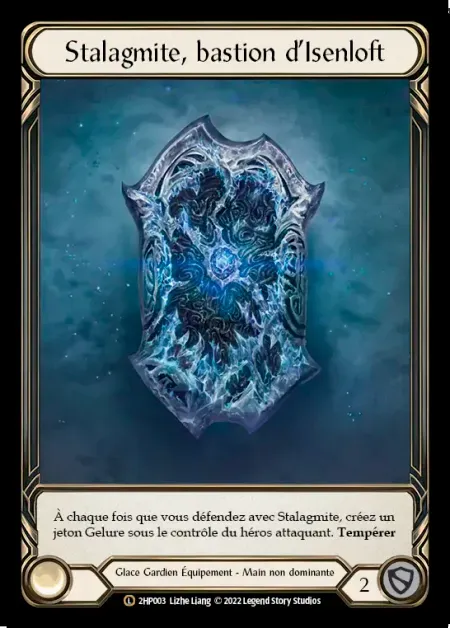 Stalagmite, bastion d'Isenloft
À chaque fois que vous défendez avec Stalagmite, créez un
jeton Gelure sous le contrôle du héros attaquant. Tempérer
Glace Gardien Équipement - Main non dominante
2
L 2HP003 Lizhe Liang © 2022 Legend Story Studios